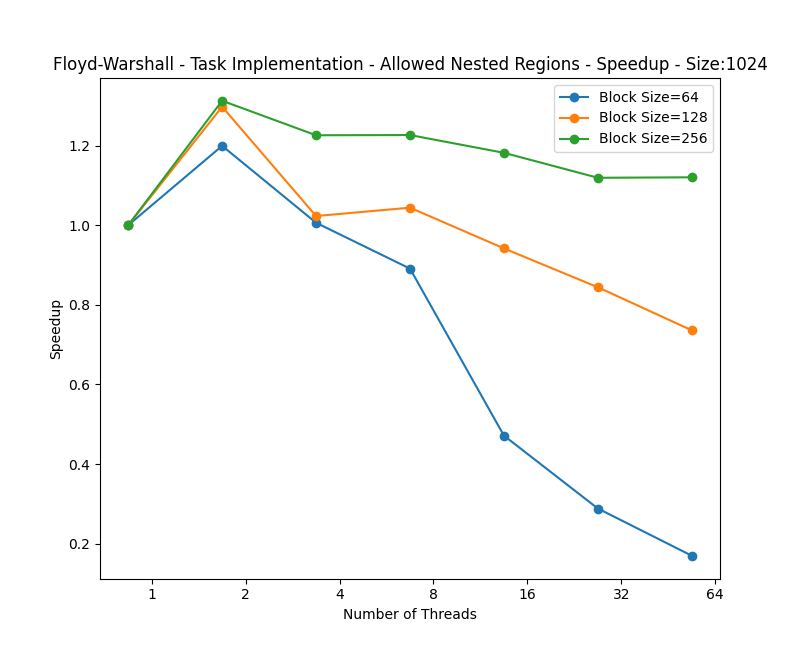 Floyd-Warshall - Task Implementation - Allowed Nested Regions - Speedup - Size:1024
Block Size=64
Block Size=128
Block Size=256
1.2
1.0
0.8
0.6
0.4
0.2
Speedup
1 2 4 8 16 32 64
Number of Threads